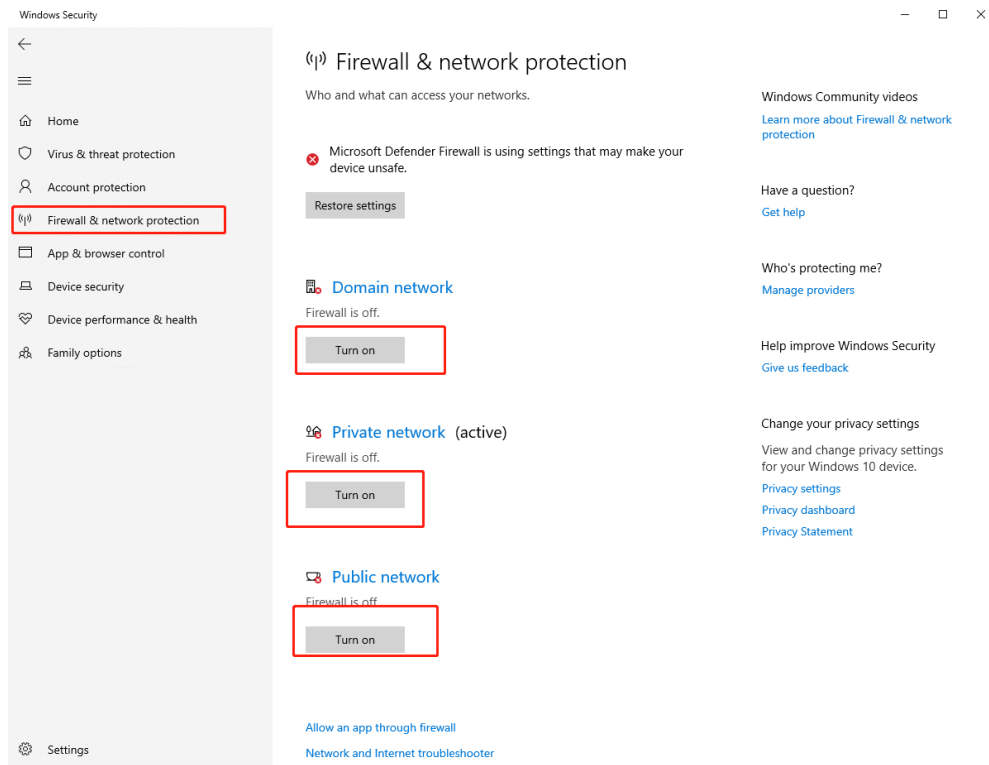 Windows Security
Home
Virus & threat protection
Account protection
Firewall & network protection
App & browser control
Device security
Device performance & health
Family options
Settings
Firewall & network protection
Who and what can access your networks.
Microsoft Defender Firewall is using settings that may make your
device unsafe.
Restore settings
Domain network
Firewall is off.
Turn on
Private network (active)
Firewall is off.
Turn on
Public network
Firewall is off.
Turn on
Allow an app through firewall
Network and Internet troubleshooter
Windows Community videos
Learn more about Firewall & network
protection
Have a question?
Get help
Who's protecting me?
Manage providers
Help improve Windows Security
Give us feedback
Change your privacy settings
View and change privacy settings
for your Windows 10 device.
Privacy settings
Privacy dashboard
Privacy Statement